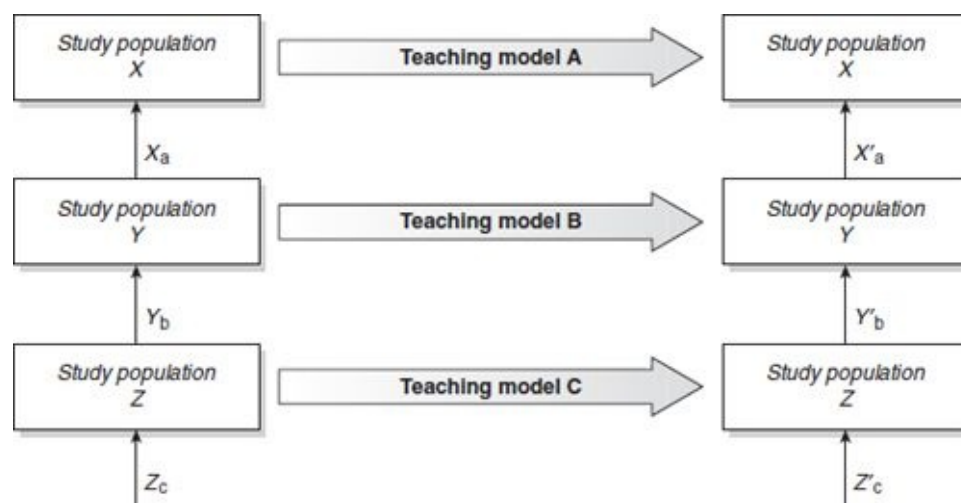 Study population
X
Teaching model A
Study population
X
Xa
X′a
Study population
Y
Teaching model B
Study population
Y
Yb
Y′b
Study population
Z
Teaching model C
Study population
Z
Zc
Z′c